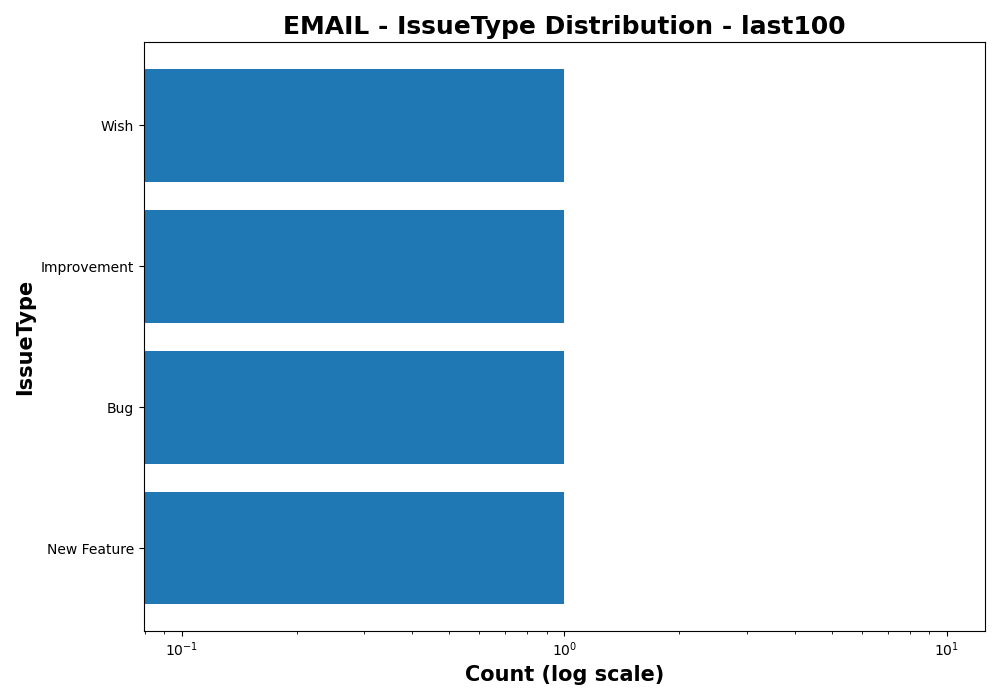 EMAIL - IssueType Distribution - last100
Wish
Improvement
Bug
New Feature
IssueType
10⁻¹
10⁰
10¹
Count (log scale)